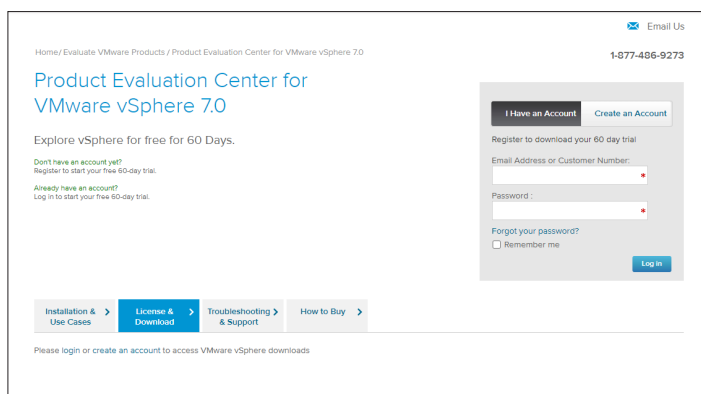 Email Us
Home/ Evaluate VMware Products / Product Evaluation Center for VMware vSphere 7.0
1-877-486-9273
Product Evaluation Center for
VMware vSphere 7.0
Explore vSphere for free for 60 Days.
Don't have an account yet?
Register to start your free 60-day trial.
Already have an account?
Log in to start your free 60-day trial.
I Have an Account
Create an Account
Register to download your 60 day trial
Email Address or Customer Number:
*
Password :
*
Forgot your password?
Remember me
Log In
Installation &
Use Cases
License &
Download
Troubleshooting
& Support
How to Buy
Please login or create an account to access VMware vSphere downloads